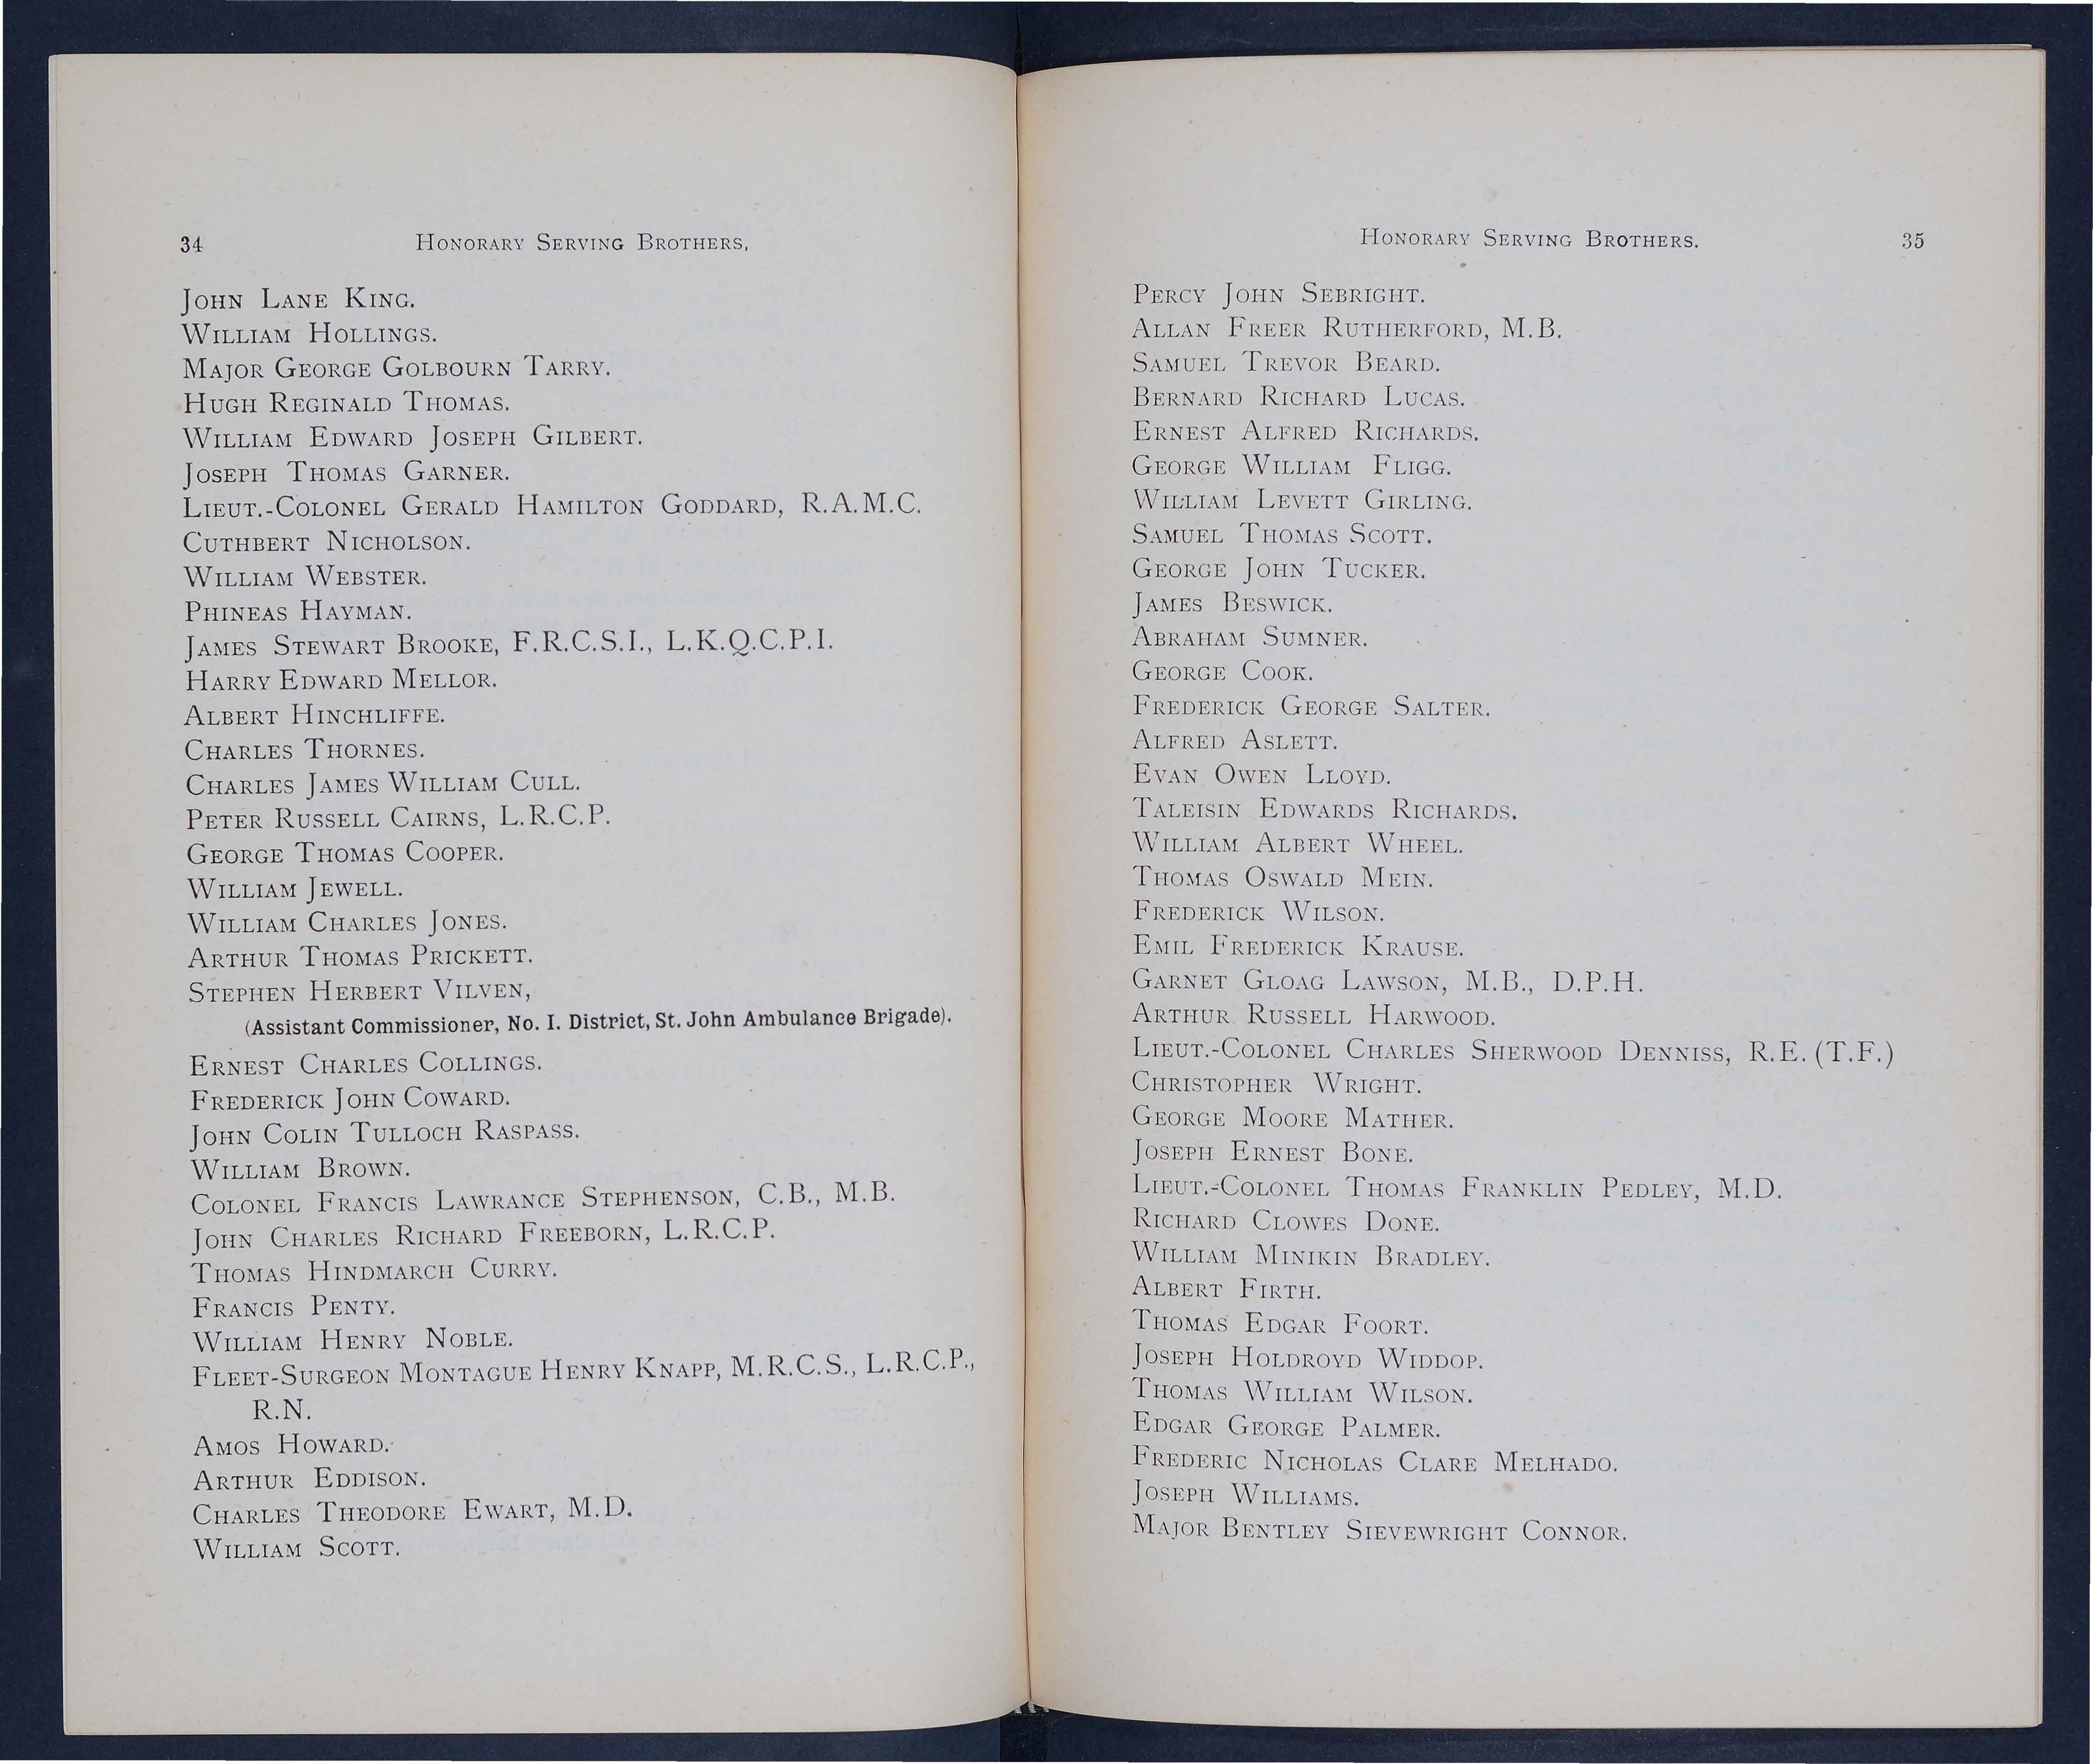 34 HONORARY SERVING BROTHERS,
JOHN LANE KING.
WILLIAM HOLLINGS.
MAJOR GEORGE GOLBOURN TARRY.
HUGH REGINALD THOMAS.
WILLIAM EDWARD JOSEPH GILBERT.
JOSEPH THOMAS GARNER.
LIEUT.-COLONEL GERALD HAMILTON GODDARD, R.A.M.C.
CUTHBERT NICHOLSON.
WILLIAM WEBSTER.
PHINEAS HAYMAN.
JAMES STEWART BROOKE, F.R.C.S.I., L.K.Q.C.P.I.
HARRY EDWARD MELLOR.
ALBERT HINCHLIFFE.
CHARLES THORNES.
CHARLES JAMES WILLIAM CULL.
PETER RUSSELL CAIRNS, L.R.C.P.
GEORGE THOMAS COOPER.
WILLIAM JEWELL.
WILLIAM CHARLES JONES.
ARTHUR THOMAS PRICKETT.
STEPHEN HERBERT VILVEN,
(Assistant Commissioner, No. I. District, St. John Ambulance Brigade).
ERNEST CHARLES COLLINGS.
FREDERICK JOHN COWARD.
JOHN COLIN TULLOCH RASPASS.
WILLIAM BROWN.
COLONEL FRANCIS LAWRANCE STEPHENSON, C.B., M.B.
JOHN CHARLES RICHARD FREEBORN, L.R.C.P.
THOMAS HINDMARCH CURRY.
FRANCIS PENTY.
WILLIAM HENRY NOBLE.
FLEET-SURGEON MONTAGUE HENRY KNAPP, M.R.C.S., L.R.C.P.,
R.N.
AMOS HOWARD.
ARTHUR EDDISON.
CHARLES THEODORE EWART, M.D.
WILLIAM SCOTT.
HONORARY SERVING BROTHERS. 35
PERCY JOHN SEBRIGHT.
ALLAN FREER RUTHERFORD, M.B.
SAMUEL TREVOR BEARD.
BERNARD RICHARD LUCAS.
ERNEST ALFRED RICHARDS.
GEORGE WILLIAM FLIGG.
WILLIAM LEVETT GIRLING.
SAMUEL THOMAS SCOTT.
GEORGE JOHN TUCKER.
JAMES BESWICK.
ABRAHAM SUMNER.
GEORGE COOK.
FREDERICK GEORGE SALTER.
ALFRED ASLETT.
EVAN OWEN LLOYD.
TALEISIN EDWARDS RICHARDS.
WILLIAM ALBERT WHEEL.
THOMAS OSWALD MEIN.
FREDERICK WILSON.
EMIL FREDERICK KRAUSE.
GARNET GLOAG LAWSON, M.B., D.P.H.
ARTHUR RUSSELL HARWOOD.
LIEUT.-COLONEL CHARLES SHERWOOD DENNISS, R.E. (T.F.)
CHRISTOPHER WRIGHT.
GEORGE MOORE MATHER.
JOSEPH ERNEST BONE.
LIEUT.-COLONEL THOMAS FRANKLIN PEDLEY, M.D.
RICHARD CLOWES DONE.
WILLIAM MINIKIN BRADLEY.
ALBERT FIRTH.
THOMAS EDGAR FOORT.
JOSEPH HOLDROYD WIDDOP.
THOMAS WILLIAM WILSON.
EDGAR GEORGE PALMER.
FREDERIC NICHOLAS CLARE MELHADO.
JOSEPH WILLIAMS.
MAJOR BENTLEY SIEVEWRIGHT CONNOR.